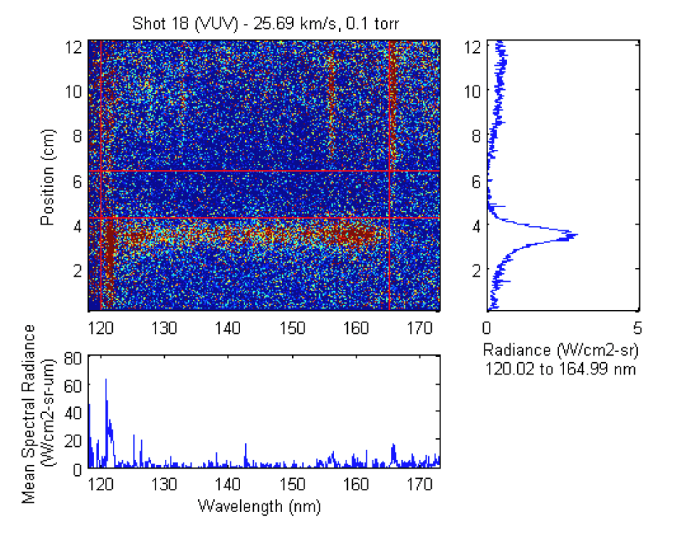 Shot 18 (VUV) - 25.69 km/s, 0.1 torr
12
10
8
6
4
2
Position (cm)
120 130 140 150 160 170
12
10
8
6
4
2
0 5
Radiance (W/cm2-sr)
120.02 to 164.99 nm
80
60
40
20
0
Mean Spectral Radiance
(W/cm2-sr-um)
120 130 140 150 160 170
Wavelength (nm)